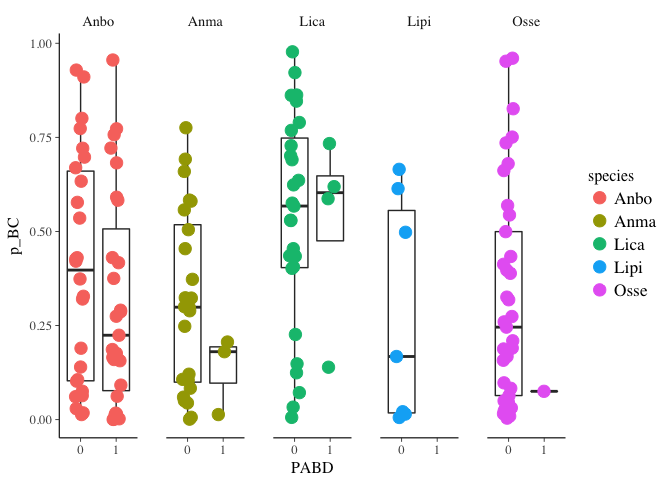 Anbo Anma Lica Lipi Osse
1.00
0.75
0.50
0.25
0.00
p_BC
0 1 0 1 0 1 0 1 0 1
PABD
species
Anbo
Anma
Lica
Lipi
Osse